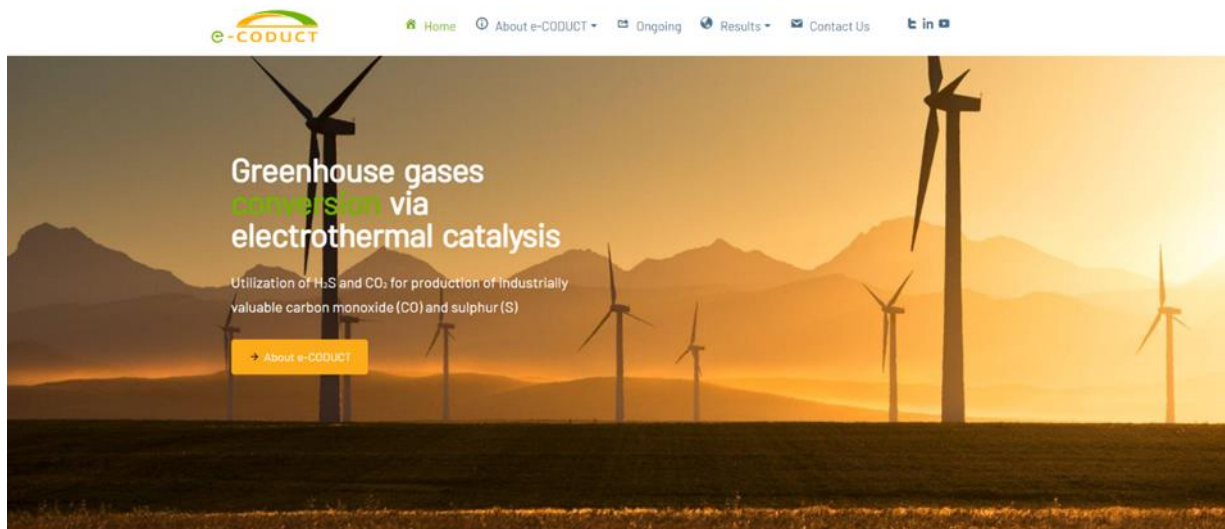 e-CODUCT
Home About e-CODUCT Ongoing Results Contact Us
Greenhouse gases
conversion via
electrothermal catalysis
Utilization of H₂S and CO₂ for production of industrially
valuable carbon monoxide (CO) and sulphur (S)
→ About e-CODUCT